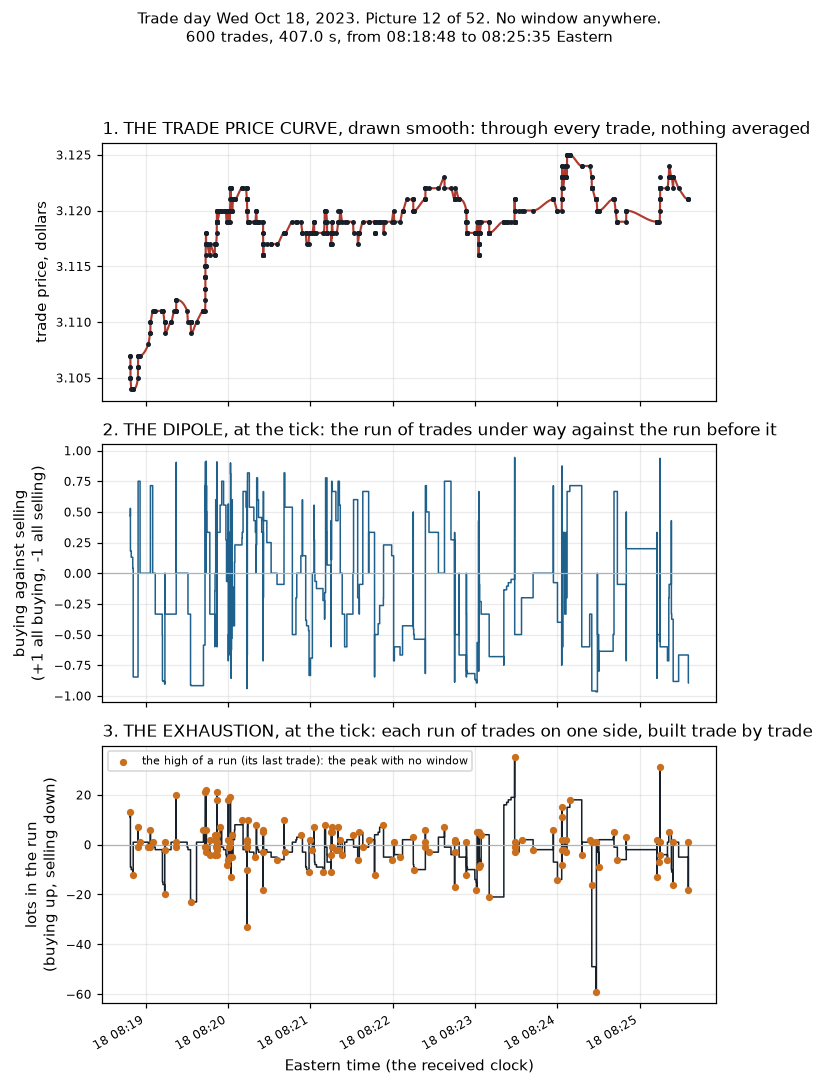 Trade day Wed Oct 18, 2023. Picture 12 of 52. No window anywhere.
600 trades, 407.0 s, from 08:18:48 to 08:25:35 Eastern
1. THE TRADE PRICE CURVE, drawn smooth: through every trade, nothing averaged
3.125
3.120
3.115
3.110
3.105
trade price, dollars
2. THE DIPOLE, at the tick: the run of trades under way against the run before it
1.00
0.75
0.50
0.25
0.00
−0.25
−0.50
−0.75
−1.00
buying against selling
(+1 all buying, -1 all selling)
3. THE EXHAUSTION, at the tick: each run of trades on one side, built trade by trade
the high of a run (its last trade): the peak with no window
20
0
−20
−40
−60
lots in the run
(buying up, selling down)
18 08:19
18 08:20
18 08:21
18 08:22
18 08:23
18 08:24
18 08:25
Eastern time (the received clock)